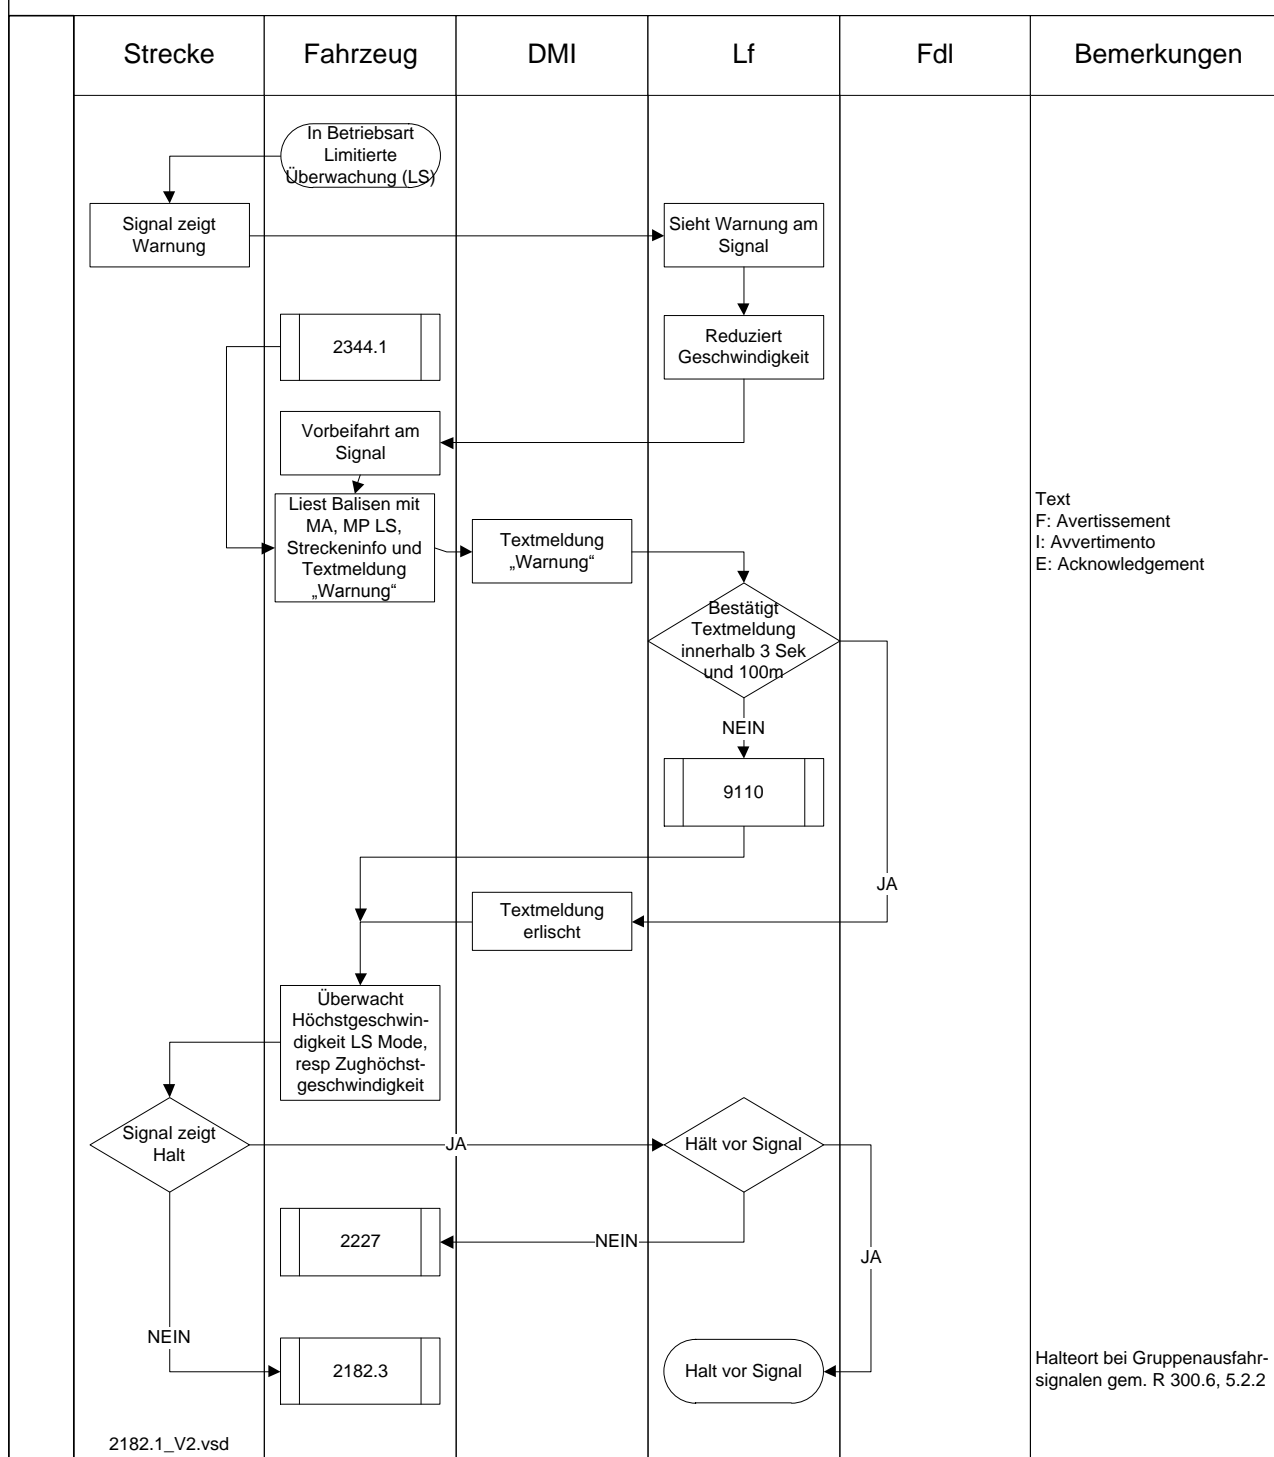 Strecke
Fahrzeug
DMI
Lf
Fdl
Bemerkungen
In Betriebsart
Limitierte
Überwachung (LS)
Signal zeigt
Warnung
Sieht Warnung am
Signal
2344.1
Reduziert
Geschwindigkeit
Vorbeifahrt am
Signal
Liest Balisen mit
MA, MP LS,
Streckeninfo und
Textmeldung
„Warnung“
Textmeldung
„Warnung“
Text
F: Avertissement
I: Avvertimento
E: Acknowledgement
Bestätigt
Textmeldung
innerhalb 3 Sek
und 100m
NEIN
9110
JA
Textmeldung
erlischt
Überwacht
Höchstgeschwin-
digkeit LS Mode,
resp Zughöchst-
geschwindigkeit
Signal zeigt
Halt
JA
Hält vor Signal
2227
NEIN
JA
NEIN
2182.3
Halt vor Signal
Halteort bei Gruppenausfahr-
signalen gem. R 300.6, 5.2.2
2182.1_V2.vsd